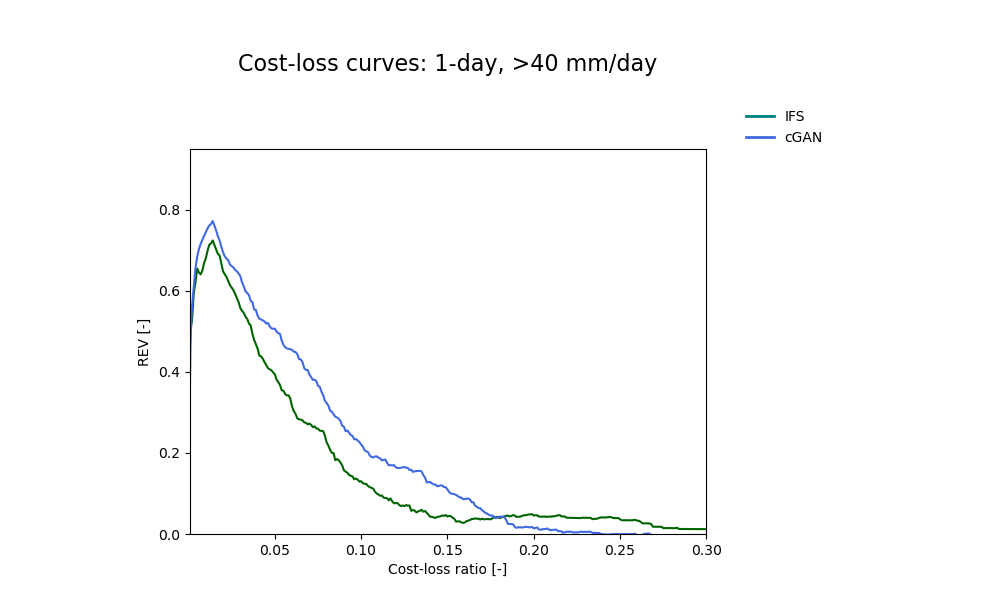 Cost-loss curves: 1-day, >40 mm/day
IFS
cGAN
0.8
0.6
0.4
0.2
0.0
REV [-]
0.05 0.10 0.15 0.20 0.25 0.30
Cost-loss ratio [-]